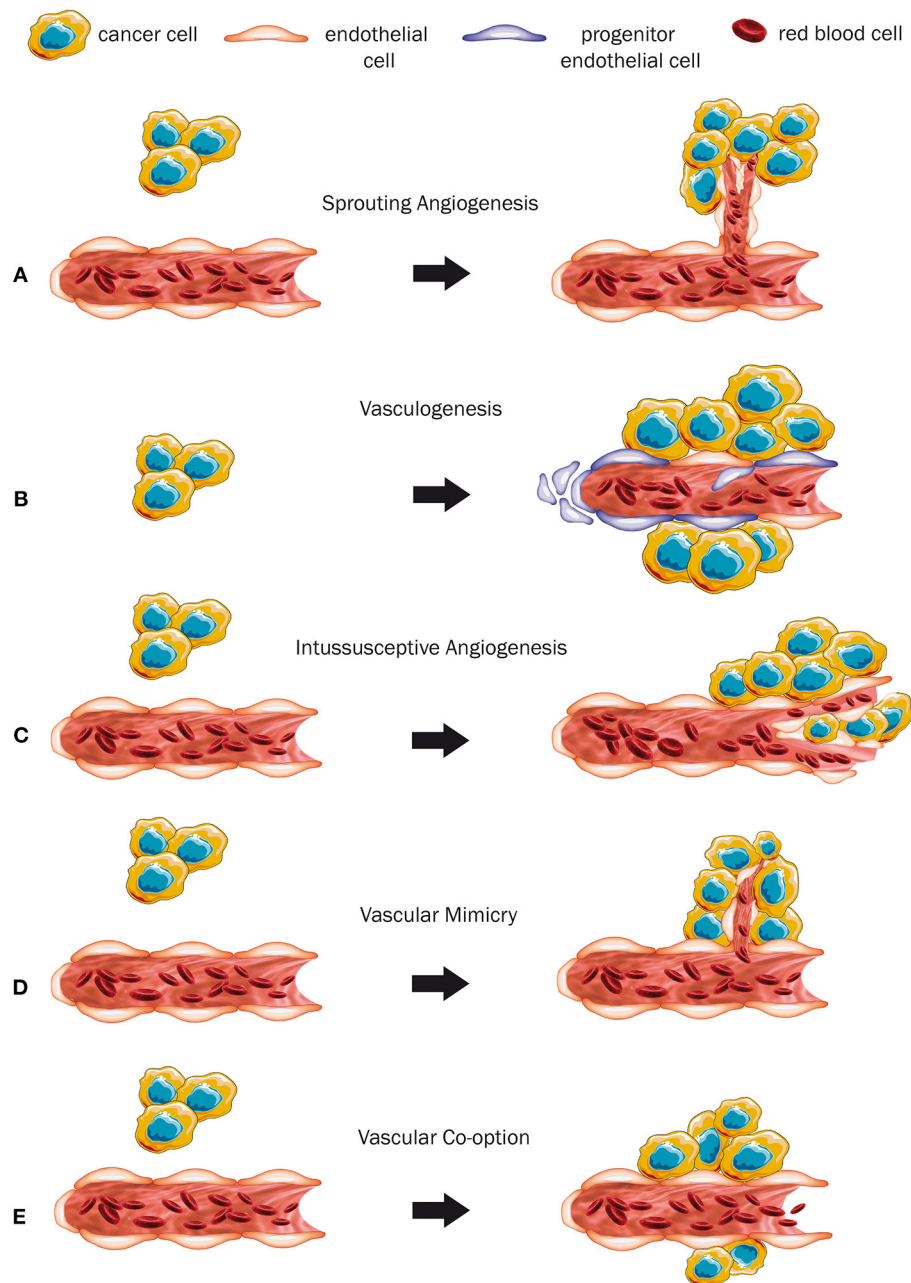 cancer cell
endothelial
cell
progenitor
endothelial cell
red blood cell
Sprouting Angiogenesis
A
Vasculogenesis
B
Intussusceptive Angiogenesis
C
Vascular Mimicry
D
Vascular Co-option
E